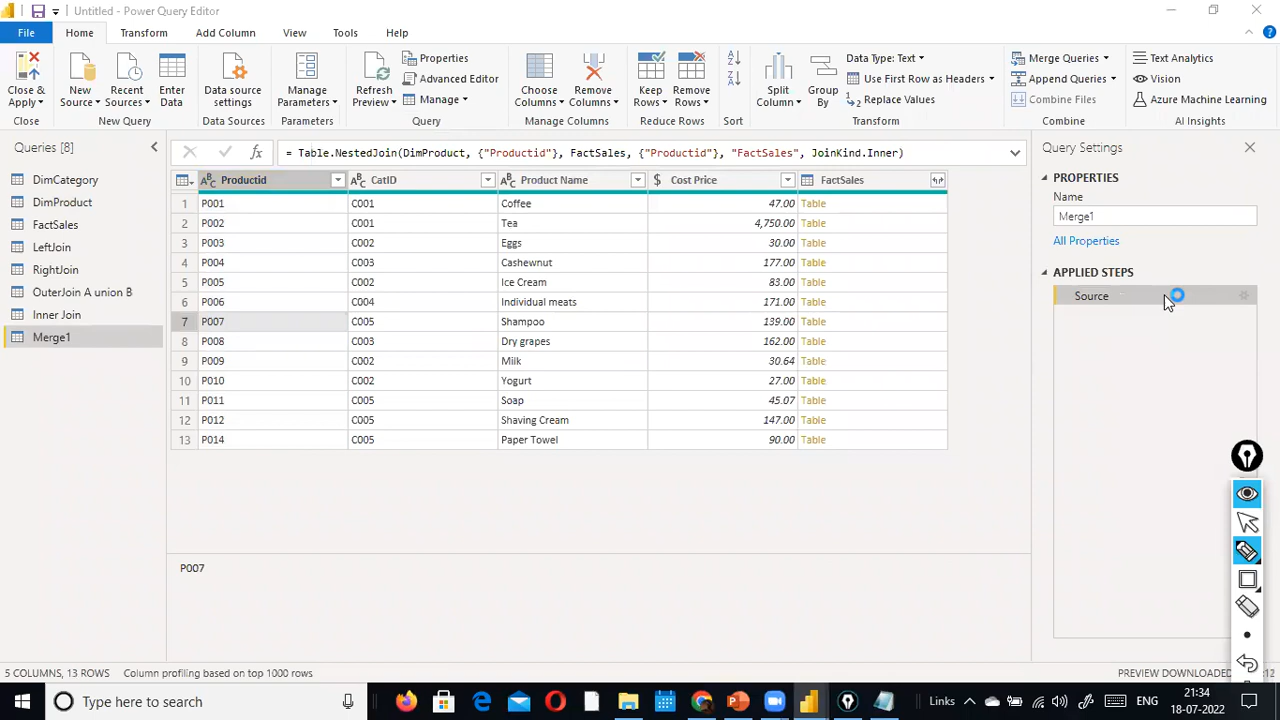 Untitled - Power Query Editor
File Home Transform Add Column View Tools Help
Close & Apply
New Source
Recent Sources
Enter Data
Data source settings
Manage Parameters
Refresh Preview
Properties
Advanced Editor
Manage
Choose Columns
Remove Columns
Keep Rows
Remove Rows
Split Column
Group By
Data Type: Text
Use First Row as Headers
Replace Values
Merge Queries
Append Queries
Combine Files
Text Analytics
Vision
Azure Machine Learning
Close New Query Data Sources Parameters Query Manage Columns Reduce Rows Sort Transform Combine AI Insights
Queries [8]
DimCategory
DimProduct
FactSales
LeftJoin
RightJoin
OuterJoin A union B
Inner Join
Merge1
fx = Table.NestedJoin(DimProduct, {"Productid"}, FactSales, {"Productid"}, "FactSales", JoinKind.Inner)
Productid CatID Product Name $ Cost Price FactSales
1 P001 C001 Coffee 47.00 Table
2 P002 C001 Tea 4,750.00 Table
3 P003 C002 Eggs 30.00 Table
4 P004 C003 Cashewnut 177.00 Table
5 P005 C002 Ice Cream 83.00 Table
6 P006 C004 Individual meats 171.00 Table
7 P007 C005 Shampoo 139.00 Table
8 P008 C003 Dry grapes 162.00 Table
9 P009 C002 Milk 30.64 Table
10 P010 C002 Yogurt 27.00 Table
11 P011 C005 Soap 45.07 Table
12 P012 C005 Shaving Cream 147.00 Table
13 P014 C005 Paper Towel 90.00 Table
P007
Query Settings
PROPERTIES
Name
Merge1
All Properties
APPLIED STEPS
Source
5 COLUMNS, 13 ROWS Column profiling based on top 1000 rows
PREVIEW DOWNLOADED
Type here to search
Links
ENG
21:34
18-07-2022